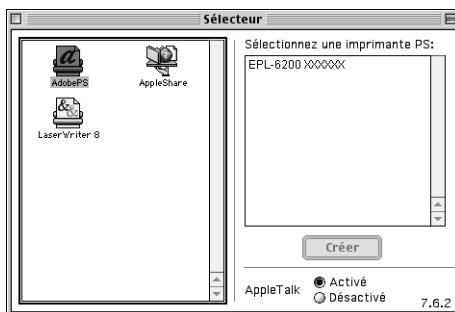 Sélecteur
AdobePS
AppleShare
LaserWriter 8
Sélectionnez une imprimante PS:
EPL-6200 XXXXXX
Créer
AppleTalk
Activé
Désactivé
7.6.2